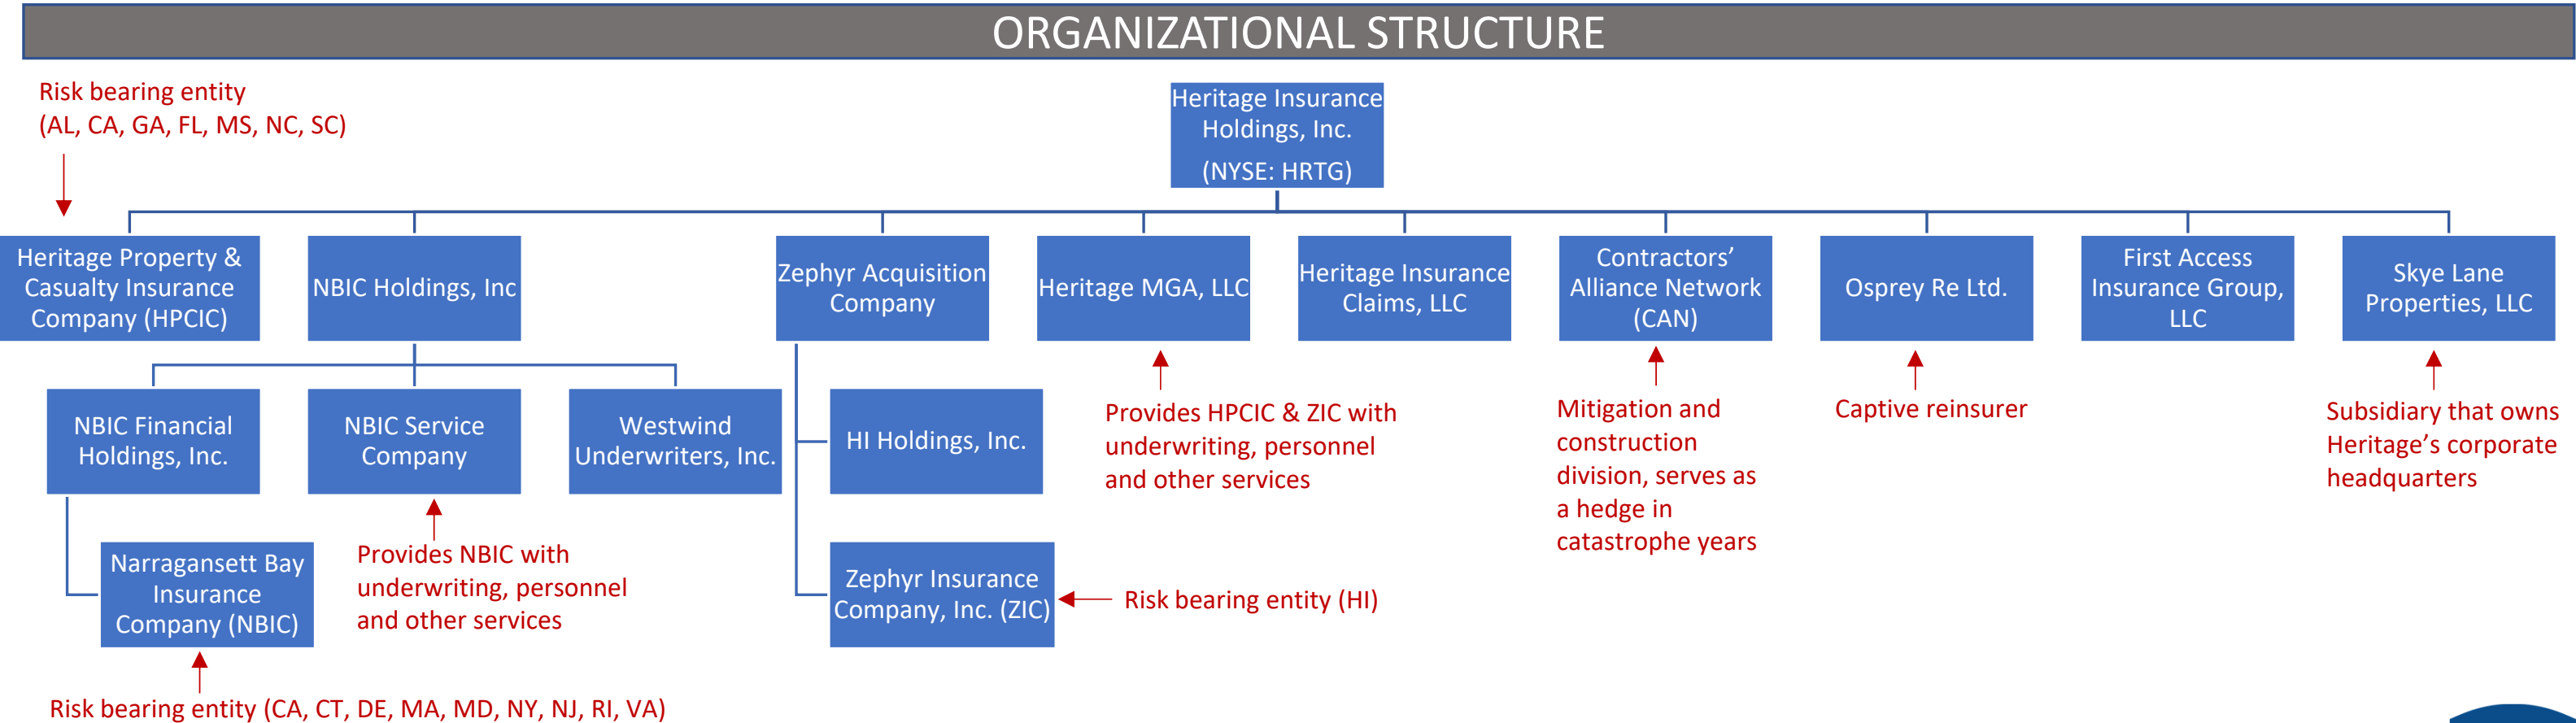 ORGANIZATIONAL STRUCTURE
Risk bearing entity
(AL, CA, GA, FL, MS, NC, SC)
Heritage Insurance
Holdings, Inc.
(NYSE: HRTG)
Heritage Property &
Casualty Insurance
Company (HPCIC)
NBIC Holdings, Inc
Zephyr Acquisition
Company
Heritage MGA, LLC
Heritage Insurance
Claims, LLC
Contractors’
Alliance Network
(CAN)
Osprey Re Ltd.
First Access
Insurance Group,
LLC
Skye Lane
Properties, LLC
NBIC Financial
Holdings, Inc.
NBIC Service
Company
Westwind
Underwriters, Inc.
HI Holdings, Inc.
Provides HPCIC & ZIC with
underwriting, personnel
and other services
Mitigation and
construction
division, serves as
a hedge in
catastrophe years
Captive reinsurer
Subsidiary that owns
Heritage’s corporate
headquarters
Narragansett Bay
Insurance
Company (NBIC)
Provides NBIC with
underwriting, personnel
and other services
Zephyr Insurance
Company, Inc. (ZIC)
Risk bearing entity (HI)
Risk bearing entity (CA, CT, DE, MA, MD, NY, NJ, RI, VA)